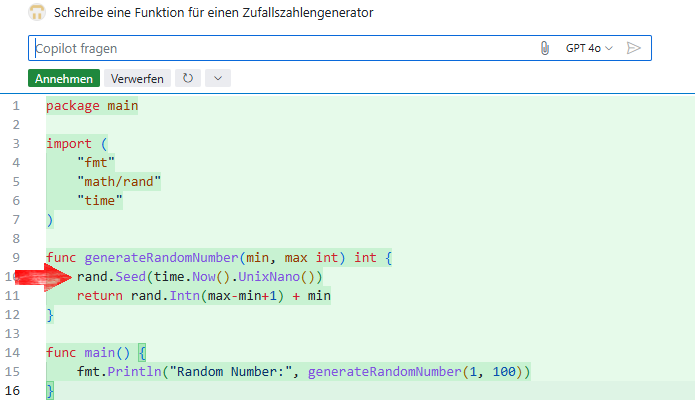 Schreibe eine Funktion für einen Zufallszahlengenerator
Copilot fragen GPT 4o
Annehmen Verwerfen
1 package main
2
3 import (
4 "fmt"
5 "math/rand"
6 "time"
7 )
8
9 func generateRandomNumber(min, max int) int {
10 rand.Seed(time.Now().UnixNano())
11 return rand.Intn(max-min+1) + min
12 }
13
14 func main() {
15 fmt.Println("Random Number:", generateRandomNumber(1, 100))
16 }